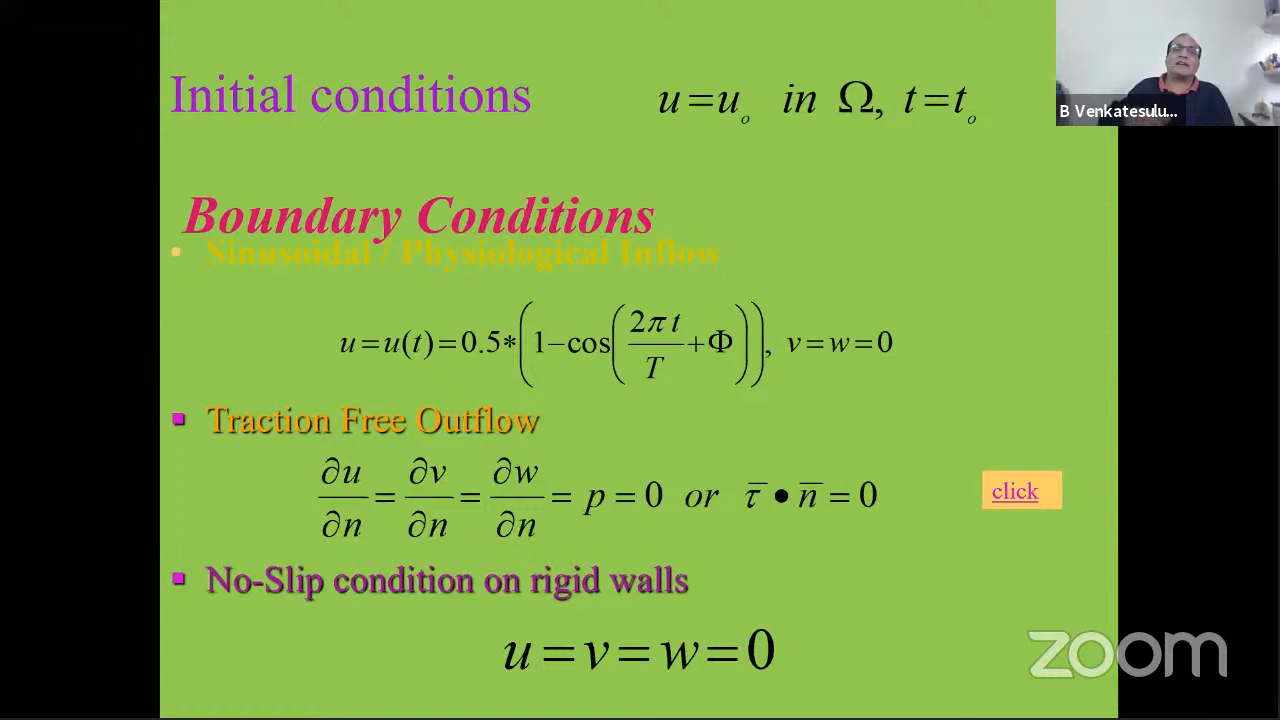 Initial conditions u = u₀ in Ω, t = t₀
B Venkatesulu...
Boundary Conditions
• Sinusoidal / Physiological Inflow
u = u(t) = 0.5*(1−cos(2π t / T + Φ)), v = w = 0
▪ Traction Free Outflow
∂u/∂n = ∂v/∂n = ∂w/∂n = p = 0 or τ̅ • n̅ = 0
click
▪ No-Slip condition on rigid walls
u = v = w = 0
zoom